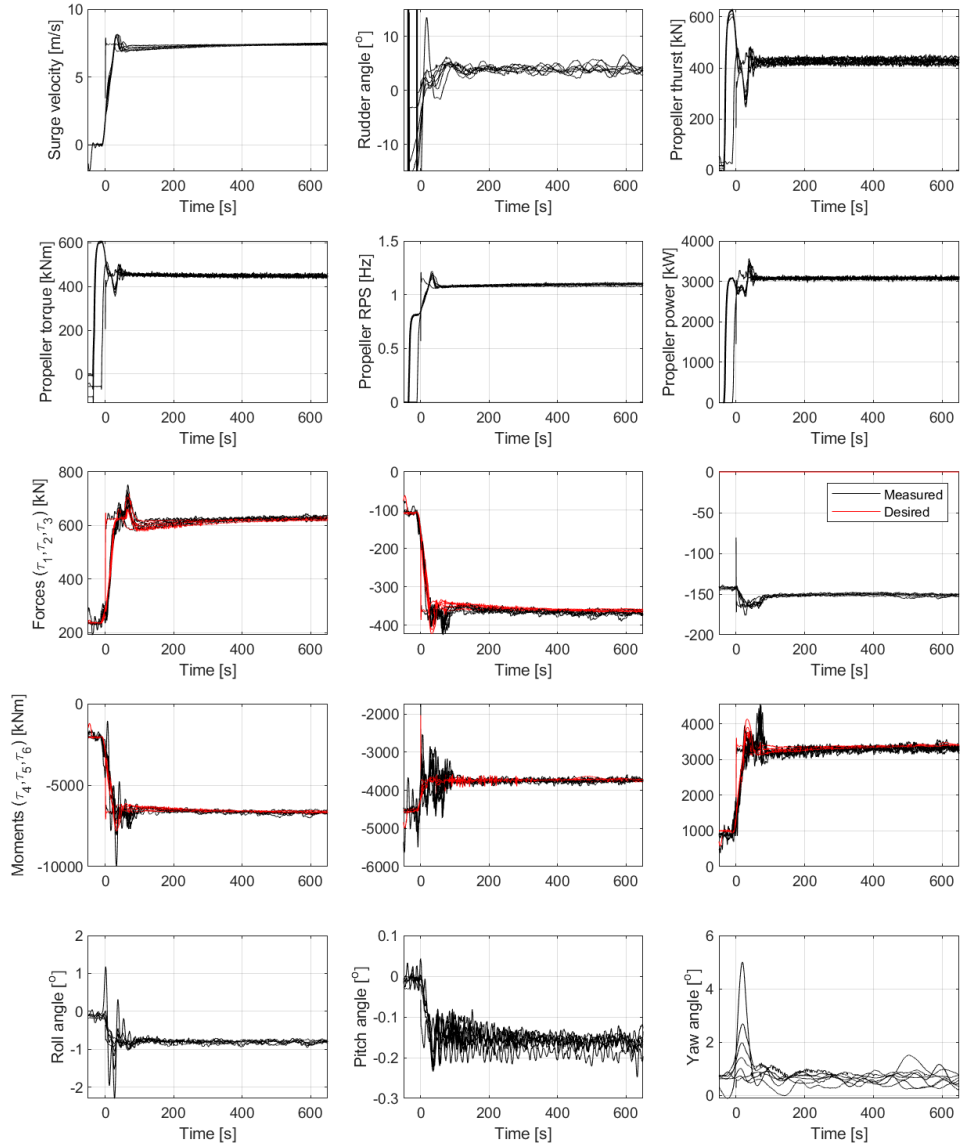 Surge velocity [m/s]
10
5
0
0 200 400 600
Time [s]
Rudder angle [°]
10
0
-10
0 200 400 600
Time [s]
Propeller thurst [kN]
600
400
200
0
0 200 400 600
Time [s]
Propeller torque [kNm]
600
400
200
0
0 200 400 600
Time [s]
Propeller RPS [Hz]
1.5
1
0.5
0
0 200 400 600
Time [s]
Propeller power [kW]
4000
3000
2000
1000
0
0 200 400 600
Time [s]
Forces (τ₁,τ₂,τ₃) [kN]
800
600
400
200
0 200 400 600
Time [s]
0
-100
-200
-300
-400
0 200 400 600
Time [s]
0
-50
-100
-150
-200
Measured
Desired
0 200 400 600
Time [s]
Moments (τ₄,τ₅,τ₆) [kNm]
0
-5000
-10000
0 200 400 600
Time [s]
-2000
-3000
-4000
-5000
-6000
0 200 400 600
Time [s]
4000
3000
2000
1000
0
0 200 400 600
Time [s]
Roll angle [°]
2
1
0
-1
-2
0 200 400 600
Time [s]
Pitch angle [°]
0.1
0
-0.1
-0.2
-0.3
0 200 400 600
Time [s]
Yaw angle [°]
6
4
2
0
0 200 400 600
Time [s]